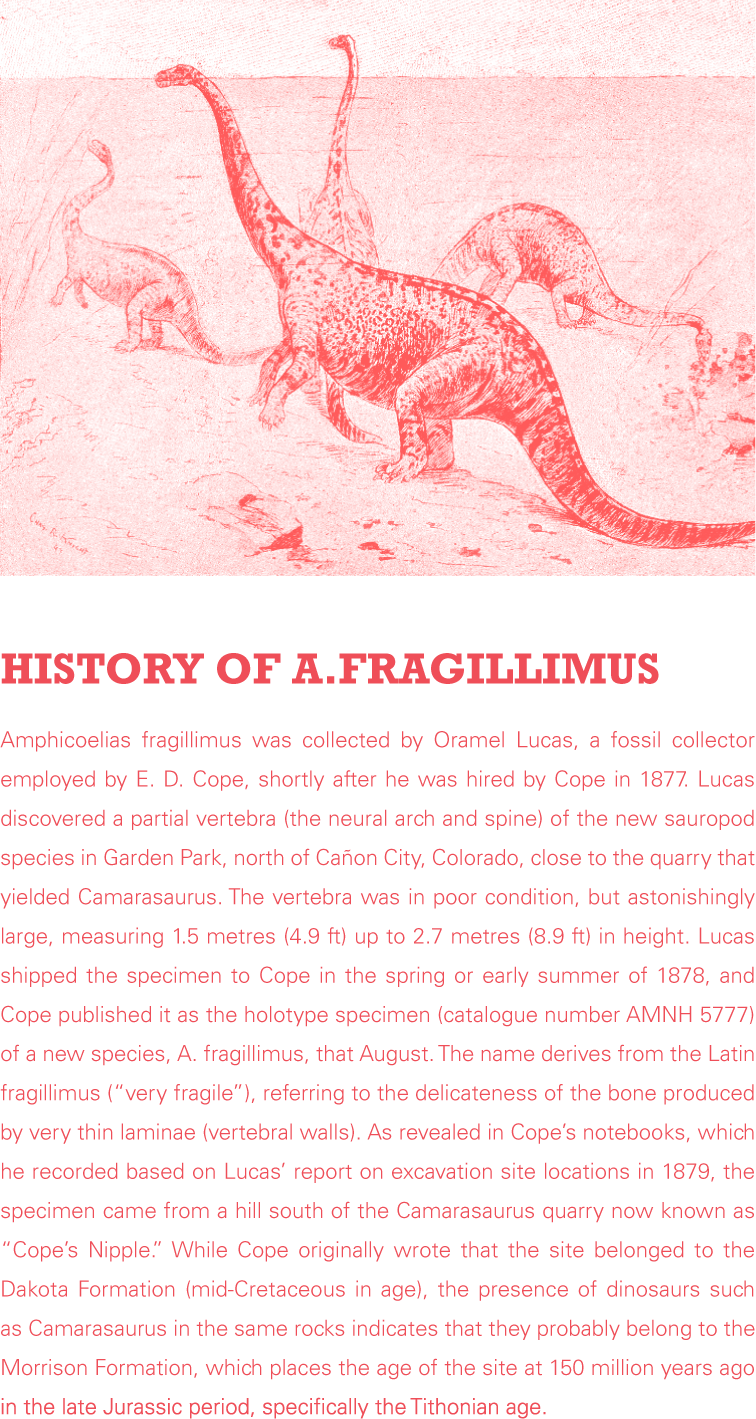 HISTORY OF A.FRAGILLIMUS
Amphicoelias fragillimus was collected by Oramel Lucas, a fossil collector
employed by E. D. Cope, shortly after he was hired by Cope in 1877. Lucas
discovered a partial vertebra (the neural arch and spine) of the new sauropod
species in Garden Park, north of Cañon City, Colorado, close to the quarry that
yielded Camarasaurus. The vertebra was in poor condition, but astonishingly
large, measuring 1.5 metres (4.9 ft) up to 2.7 metres (8.9 ft) in height. Lucas
shipped the specimen to Cope in the spring or early summer of 1878, and
Cope published it as the holotype specimen (catalogue number AMNH 5777)
of a new species, A. fragillimus, that August. The name derives from the Latin
fragillimus (“very fragile”), referring to the delicateness of the bone produced
by very thin laminae (vertebral walls). As revealed in Cope’s notebooks, which
he recorded based on Lucas’ report on excavation site locations in 1879, the
specimen came from a hill south of the Camarasaurus quarry now known as
“Cope’s Nipple.” While Cope originally wrote that the site belonged to the
Dakota Formation (mid-Cretaceous in age), the presence of dinosaurs such
as Camarasaurus in the same rocks indicates that they probably belong to the
Morrison Formation, which places the age of the site at 150 million years ago
in the late Jurassic period, specifically the Tithonian age.